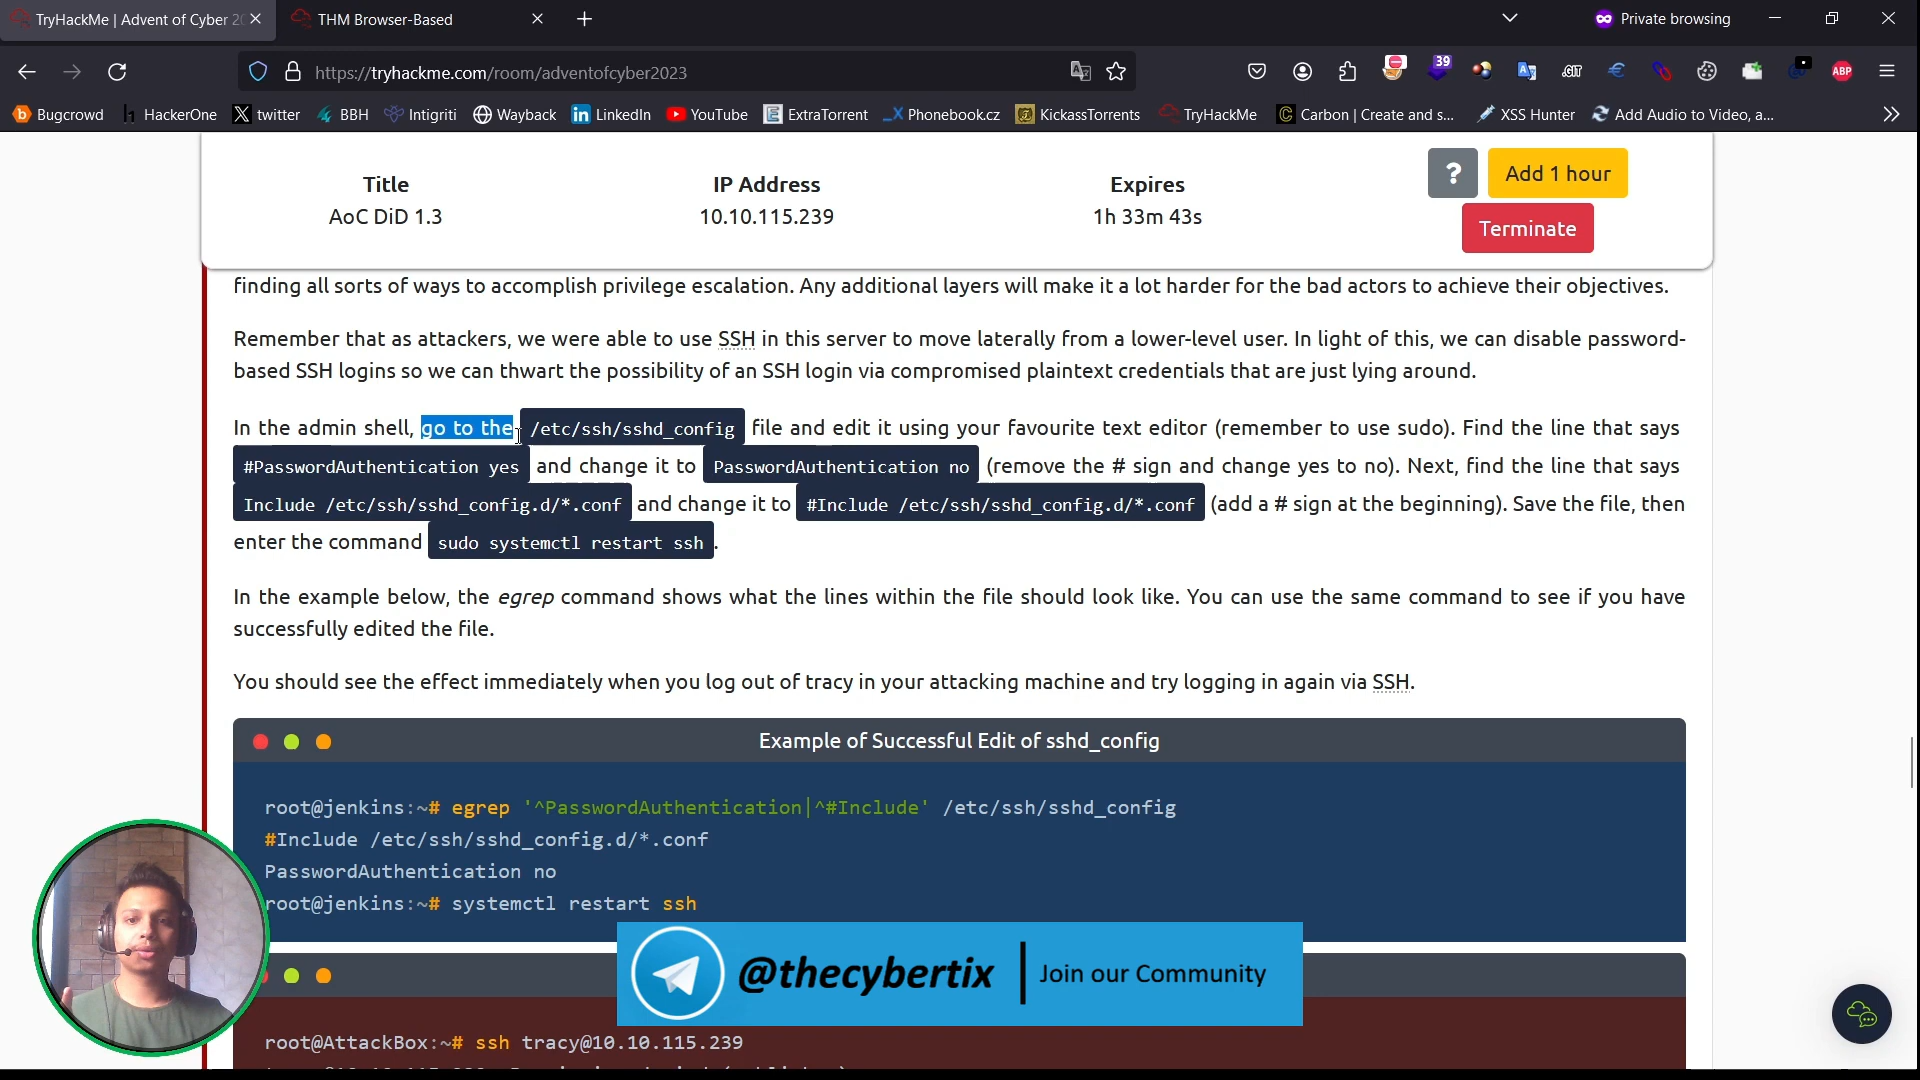 TryHackMe | Advent of Cyber 20
THM Browser-Based
Private browsing
https://tryhackme.com/room/adventofcyber2023
39
.GIT
ABP
Bugcrowd
HackerOne
twitter
BBH
Intigriti
Wayback
LinkedIn
YouTube
ExtraTorrent
Phonebook.cz
KickassTorrents
TryHackMe
Carbon | Create and s...
XSS Hunter
Add Audio to Video, a...
Title
IP Address
Expires
? Add 1 hour
AoC DiD 1.3
10.10.115.239
1h 33m 43s
Terminate
finding all sorts of ways to accomplish privilege escalation. Any additional layers will make it a lot harder for the bad actors to achieve their objectives.
Remember that as attackers, we were able to use SSH in this server to move laterally from a lower-level user. In light of this, we can disable password-
based SSH logins so we can thwart the possibility of an SSH login via compromised plaintext credentials that are just lying around.
In the admin shell, go to the /etc/ssh/sshd_config file and edit it using your favourite text editor (remember to use sudo). Find the line that says
#PasswordAuthentication yes and change it to PasswordAuthentication no (remove the # sign and change yes to no). Next, find the line that says
Include /etc/ssh/sshd_config.d/*.conf and change it to #Include /etc/ssh/sshd_config.d/*.conf (add a # sign at the beginning). Save the file, then
enter the command sudo systemctl restart ssh .
In the example below, the egrep command shows what the lines within the file should look like. You can use the same command to see if you have
successfully edited the file.
You should see the effect immediately when you log out of tracy in your attacking machine and try logging in again via SSH.
Example of Successful Edit of sshd_config
root@jenkins:~# egrep '^PasswordAuthentication|^#Include' /etc/ssh/sshd_config
#Include /etc/ssh/sshd_config.d/*.conf
PasswordAuthentication no
root@jenkins:~# systemctl restart ssh
@thecybertix | Join our Community
root@AttackBox:~# ssh tracy@10.10.115.239